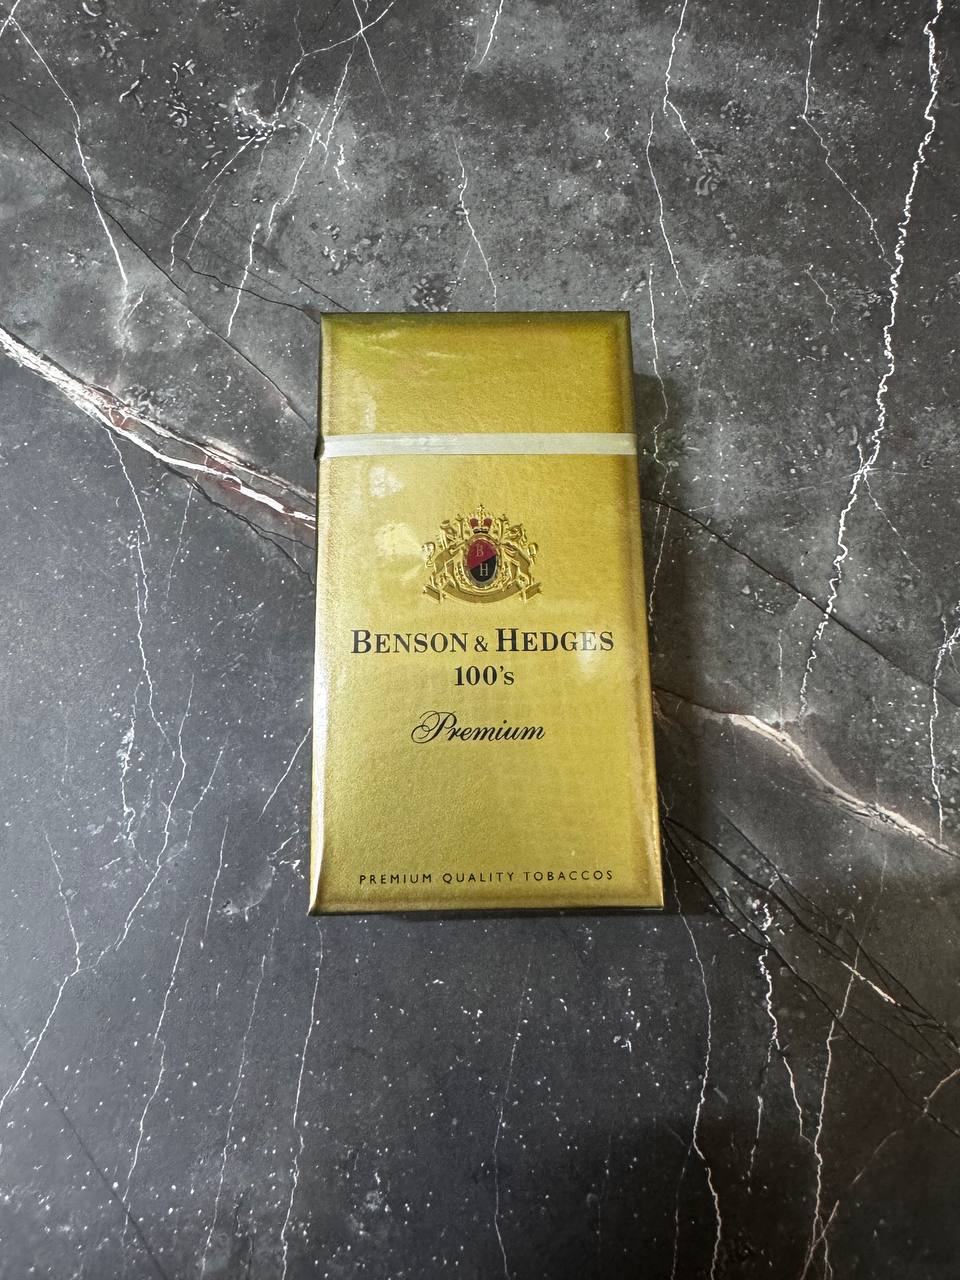 B
H
BENSON & HEDGES
100's
Premium
PREMIUM QUALITY TOBACCOS